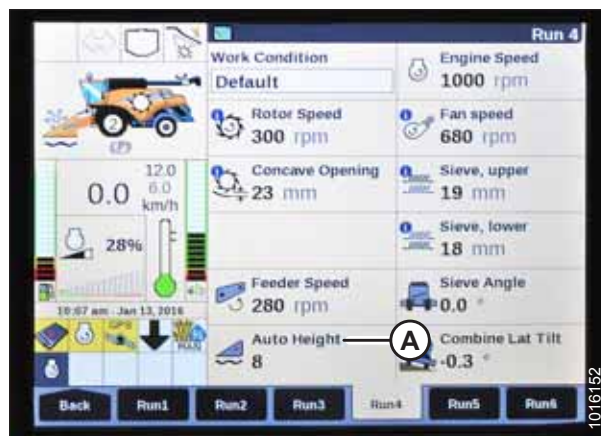 Run 4
Work Condition
Default
Engine Speed
1000 rpm
Rotor Speed
300 rpm
Fan speed
680 rpm
Concave Opening
23 mm
Sieve, upper
19 mm
Sieve, lower
18 mm
Feeder Speed
280 rpm
Sieve Angle
0.0 °
Auto Height
8
A
Combine Lat Tilt
-0.3 °
2
(P)
0.0
12.0
6.0
km/h
28%
10:07 am Jan 13, 2016
GPS
MAN
Back
Run1
Run2
Run3
Run4
Run5
Run6
1016152